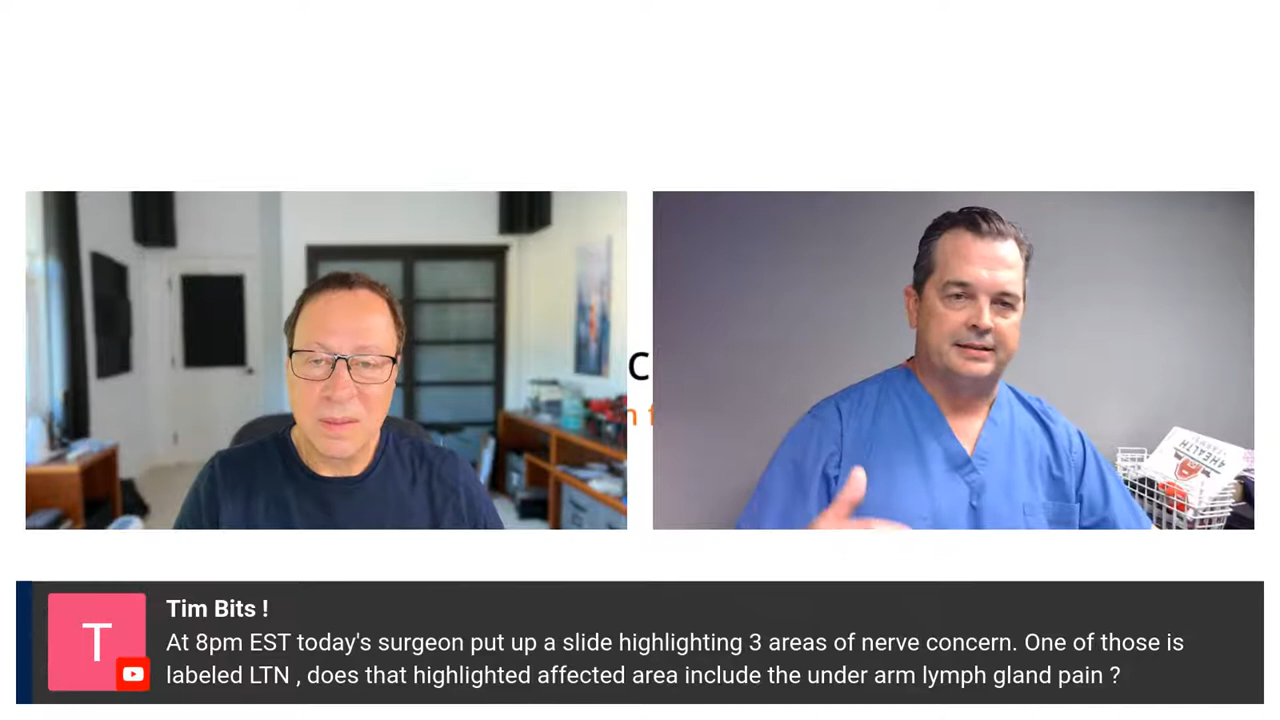 C
n f
4HEALTH
T
Tim Bits !
At 8pm EST today's surgeon put up a slide highlighting 3 areas of nerve concern. One of those is
labeled LTN , does that highlighted affected area include the under arm lymph gland pain ?